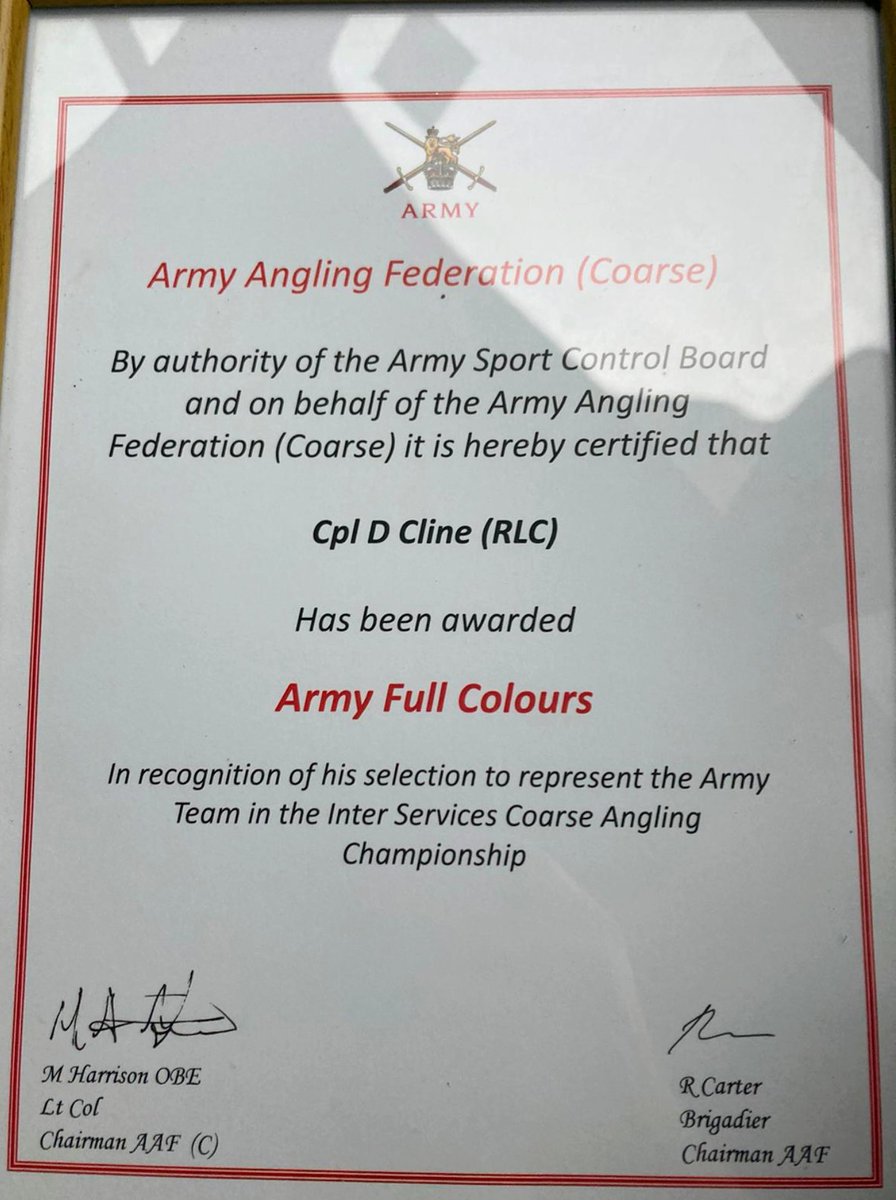 ARMY
Army Angling Federation (Coarse)
By authority of the Army Sport Control Board
and on behalf of the Army Angling
Federation (Coarse) it is hereby certified that
Cpl D Cline (RLC)
Has been awarded
Army Full Colours
In recognition of his selection to represent the Army
Team in the Inter Services Coarse Angling
Championship
M Harrison OBE
Lt Col
Chairman AAF (C)
R Carter
Brigadier
Chairman AAF